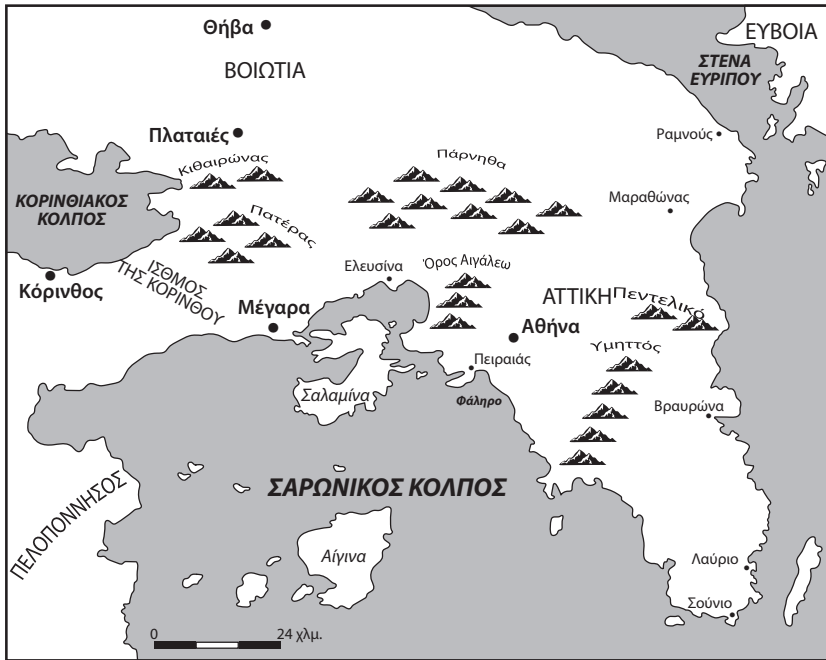 Θήβα
ΕΥΒΟΙΑ
ΒΟΙΩΤΙΑ
ΣΤΕΝΑ
ΕΥΡΙΠΟΥ
Πλαταιές
Ραμνούς
Κιθαιρώνας
Πάρνηθα
ΚΟΡΙΝΘΙΑΚΟΣ
ΚΟΛΠΟΣ
Πατέρας
Μαραθώνας
Κόρινθος
ΙΣΘΜΟΣ
ΤΗΣ ΚΟΡΙΝΘΟΥ
Ελευσίνα
Όρος Αιγάλεω
ΑΤΤΙΚΗ
Πεντελικό
Μέγαρα
Αθήνα
Υμηττός
Πειραιάς
Σαλαμίνα
Φάληρο
Βραυρώνα
ΣΑΡΩΝΙΚΟΣ ΚΟΛΠΟΣ
ΠΕΛΟΠΟΝΝΗΣΟΣ
Αίγινα
Λαύριο
Σούνιο
0 24 χλμ.